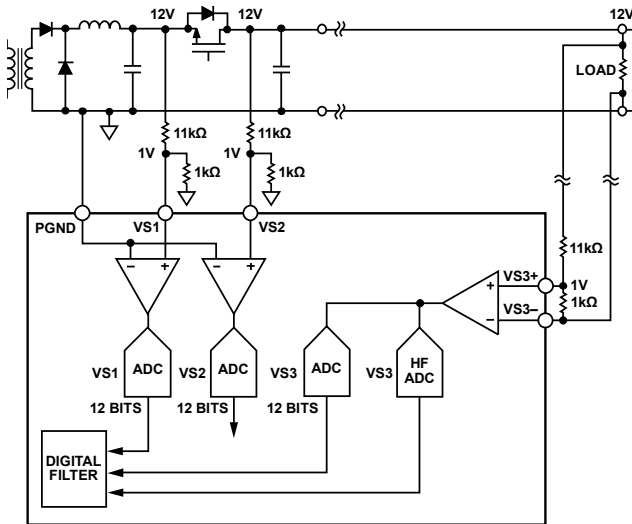 12V
12V
12V
LOAD
11kΩ
11kΩ
1V
1V
1kΩ
1kΩ
PGND
VS1
VS2
11kΩ
–
+
–
+
VS3+
1V
+
1kΩ
VS3–
–
VS1
ADC
VS2
ADC
VS3
ADC
VS3
HF
ADC
12 BITS
12 BITS
12 BITS
DIGITAL
FILTER